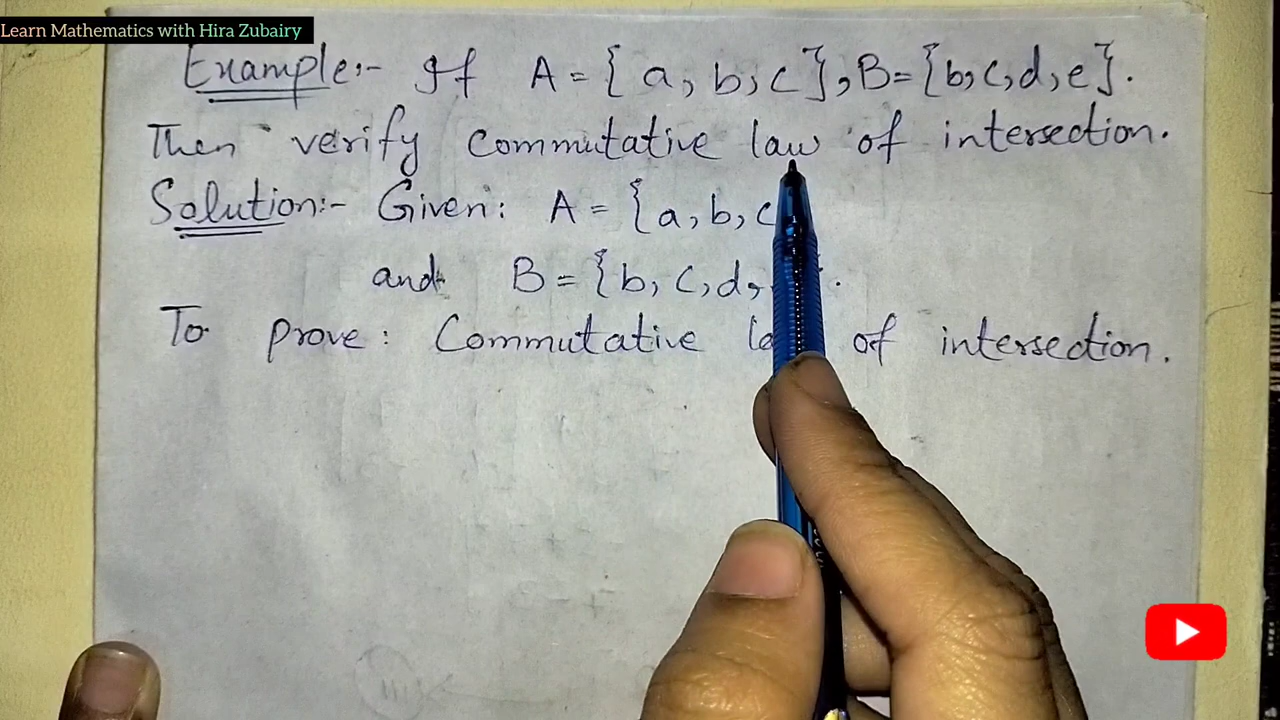 Learn Mathematics with Hira Zubairy
Example:- If A = { a, b, c }, B = {b, c, d, e}.
Then verify commutative law of intersection.
Solution:- Given: A = {a, b, c
and B = {b, c, d,
To prove: Commutative of intersection.